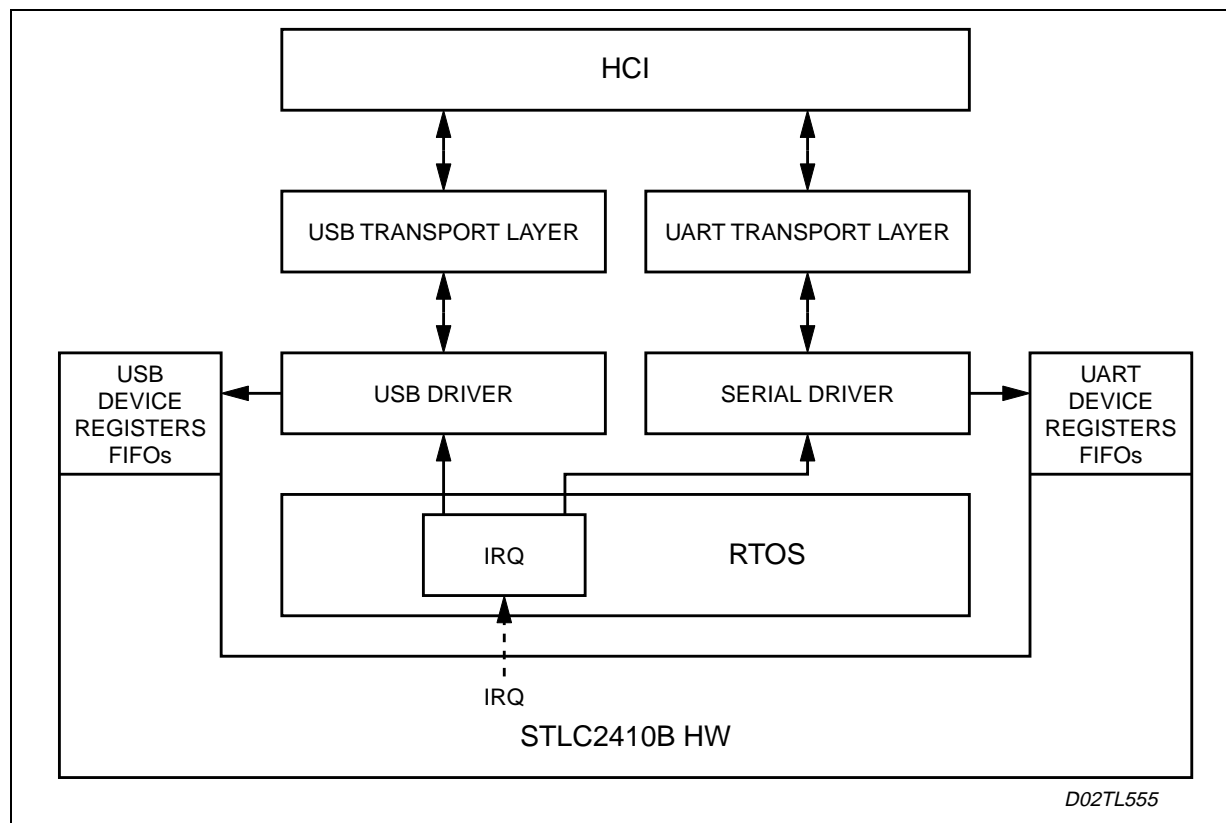 HCI
USB TRANSPORT LAYER
UART TRANSPORT LAYER
USB
DEVICE
REGISTERS
FIFOs
USB DRIVER
SERIAL DRIVER
UART
DEVICE
REGISTERS
FIFOs
IRQ
RTOS
IRQ
STLC2410B HW
D02TL555